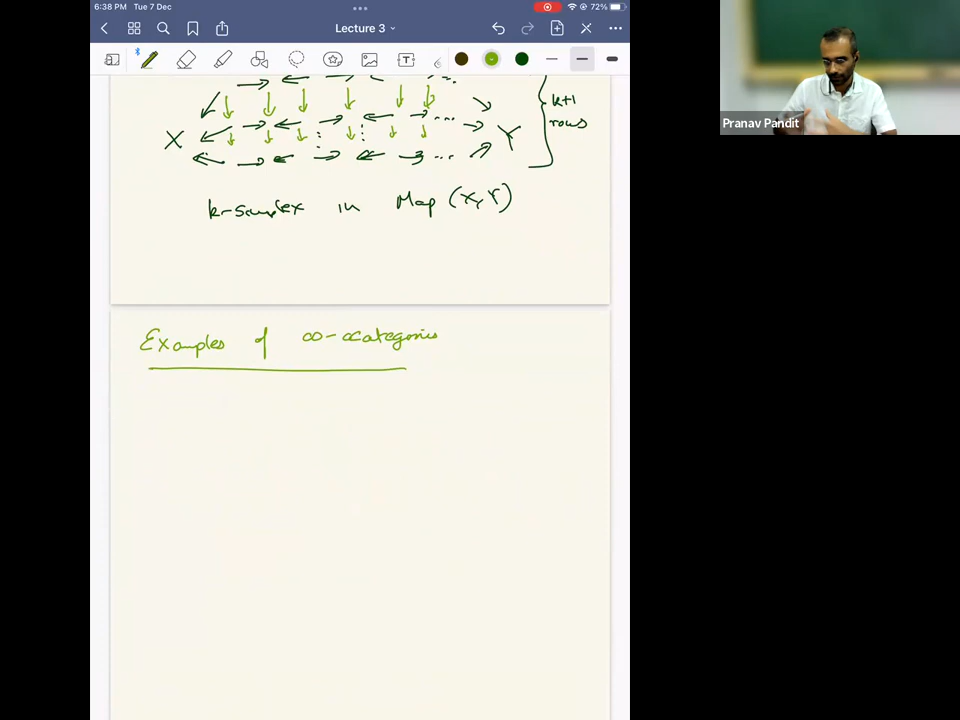 6:38 PM Tue 7 Dec
72%
Lecture 3
Pranav Pandit
k+1
rows
X
Y
k-simplex in Map (X, Y)
Examples of ∞-categories